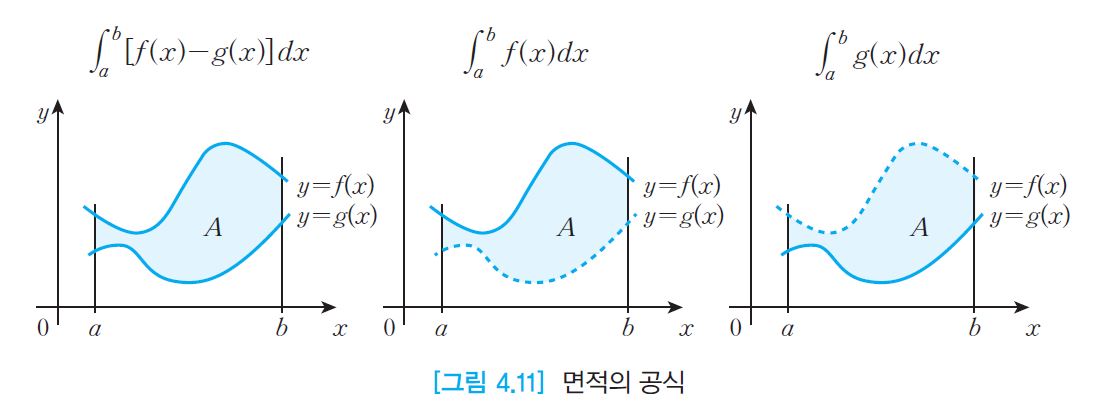 ∫_a^b [f(x)−g(x)]dx
∫_a^b f(x)dx
∫_a^b g(x)dx
y
y=f(x)
y=g(x)
A
0 a b x
y
y=f(x)
y=g(x)
A
0 a b x
y
y=f(x)
y=g(x)
A
0 a b x
[그림 4.11] 면적의 공식